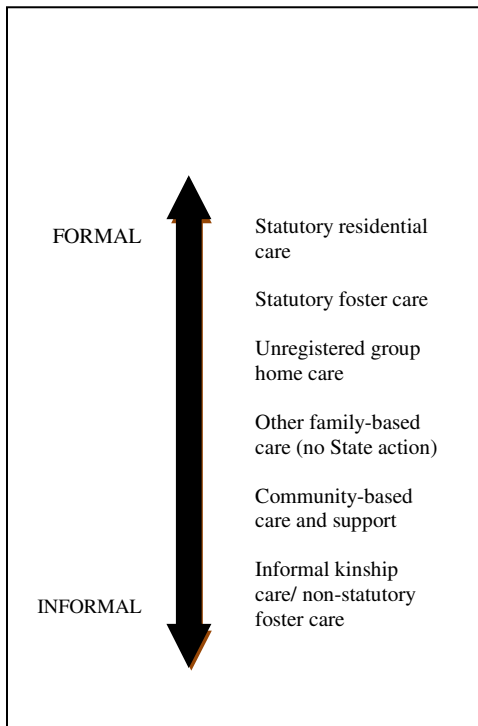 FORMAL
Statutory residential
care
Statutory foster care
Unregistered group
home care
Other family-based
care (no State action)
Community-based
care and support
Informal kinship
care/ non-statutory
foster care
INFORMAL